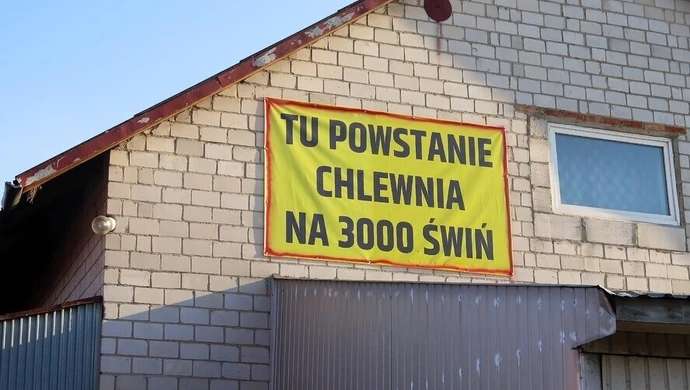 TU POWSTANIE
CHLEWNIA
NA 3000 ŚWIŃ